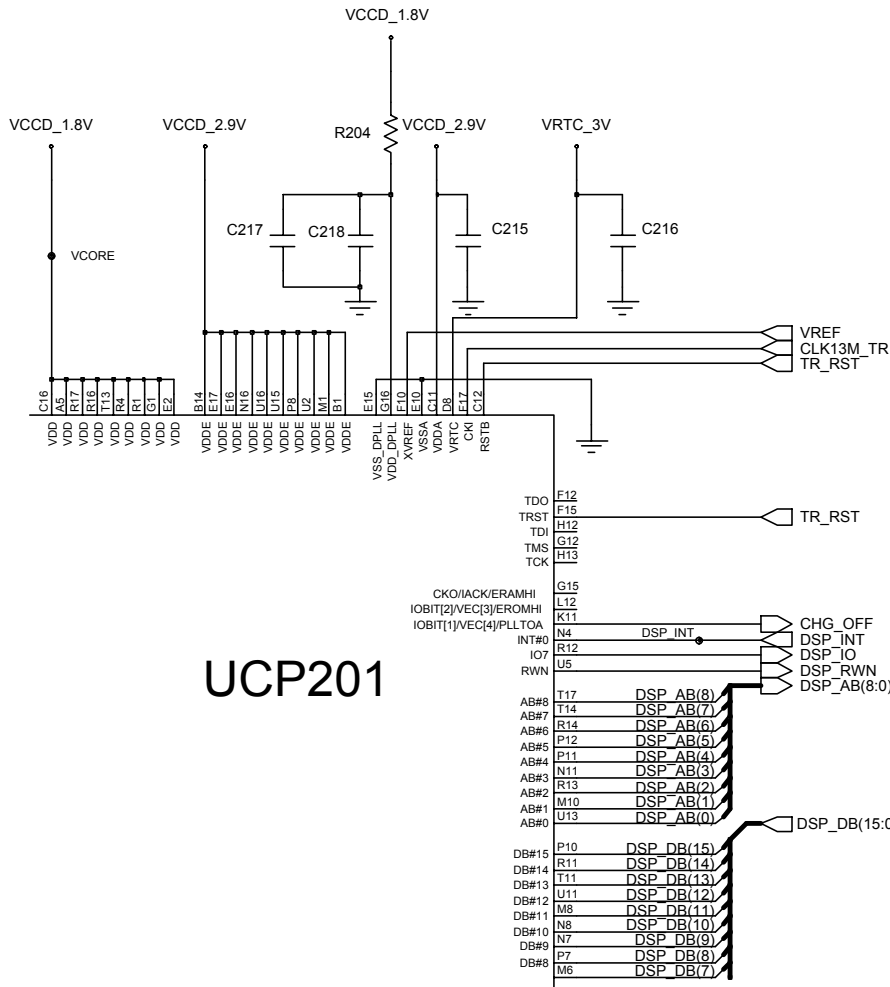 VCCD_1.8V
VCCD_1.8V
VCCD_2.9V
R204
VCCD_2.9V
VRTC_3V
C217
C218
C215
C216
VCORE
VREF
CLK13M_TR
TR_RST
C16
A5
R17
R16
T13
R4
R1
G1
E2
B14
E17
E16
N16
U16
U15
P8
U2
M1
B1
E15
G16
F10
E10
C11
D8
F17
C12
VDD
VDD
VDD
VDD
VDD
VDD
VDD
VDD
VDD
VDDE
VDDE
VDDE
VDDE
VDDE
VDDE
VDDE
VDDE
VDDE
VDDE
VSS_DPLL
VDD_DPLL
XVREF
VSSA
VDDA
VRTC
CKI
RSTB
TDO F12
TRST F15 TR_RST
TDI H12
TMS G12
TCK H13
CKO/IACK/ERAMHI G15
IOBIT[2]/VEC[3]/EROMHI L12
IOBIT[1]/VEC[4]/PLLTOA K11 CHG_OFF
INT#0 N4 DSP_INT DSP_INT
IO7 R12 DSP_IO
RWN U5 DSP_RWN
DSP_AB(8:0)
UCP201
AB#8 T17 DSP_AB(8)
AB#7 T14 DSP_AB(7)
AB#6 R14 DSP_AB(6)
AB#5 P12 DSP_AB(5)
AB#4 P11 DSP_AB(4)
AB#3 N11 DSP_AB(3)
AB#2 R13 DSP_AB(2)
AB#1 M10 DSP_AB(1)
AB#0 U13 DSP_AB(0)
DSP_DB(15:0
DB#15 P10 DSP_DB(15)
DB#14 R11 DSP_DB(14)
DB#13 T11 DSP_DB(13)
DB#12 U11 DSP_DB(12)
DB#11 M8 DSP_DB(11)
DB#10 N8 DSP_DB(10)
DB#9 N7 DSP_DB(9)
DB#8 P7 DSP_DB(8)
M6 DSP_DB(7)